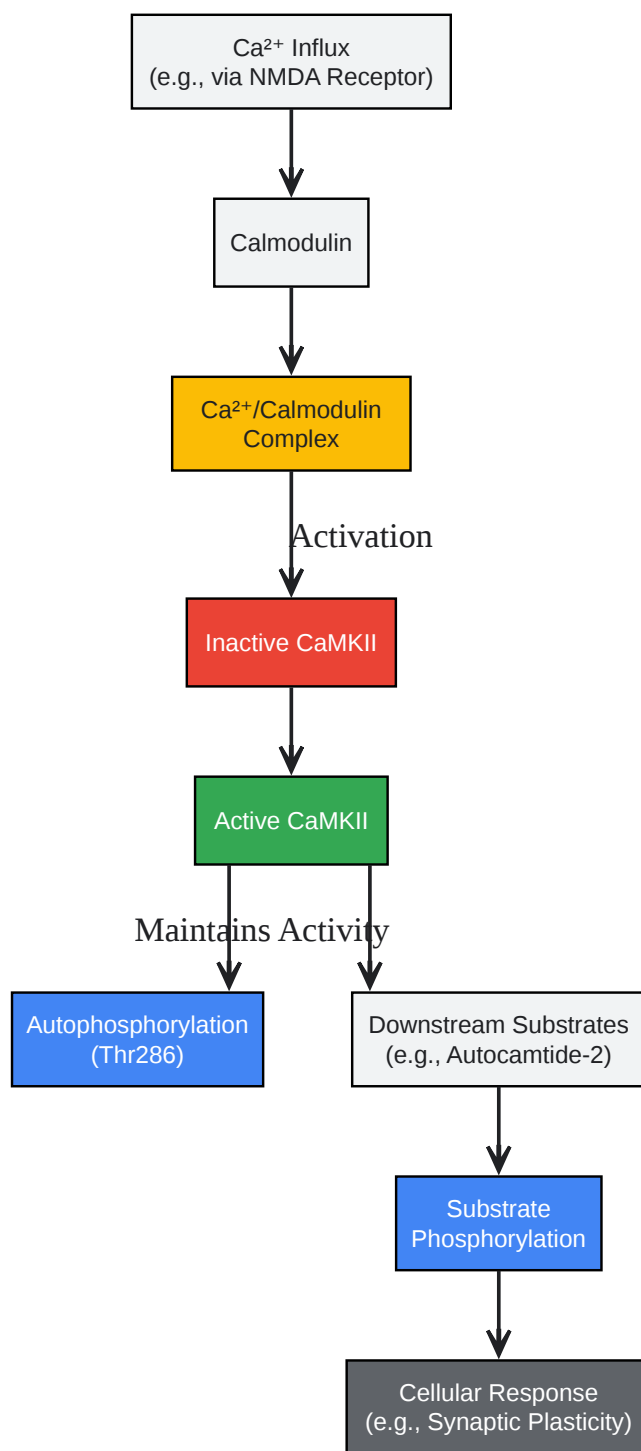 Ca²⁺ Influx
(e.g., via NMDA Receptor)
Calmodulin
Ca²⁺/Calmodulin
Complex
Activation
Inactive CaMKII
Active CaMKII
Maintains Activity
Autophosphorylation
(Thr286)
Downstream Substrates
(e.g., Autocamtide-2)
Substrate
Phosphorylation
Cellular Response
(e.g., Synaptic Plasticity)